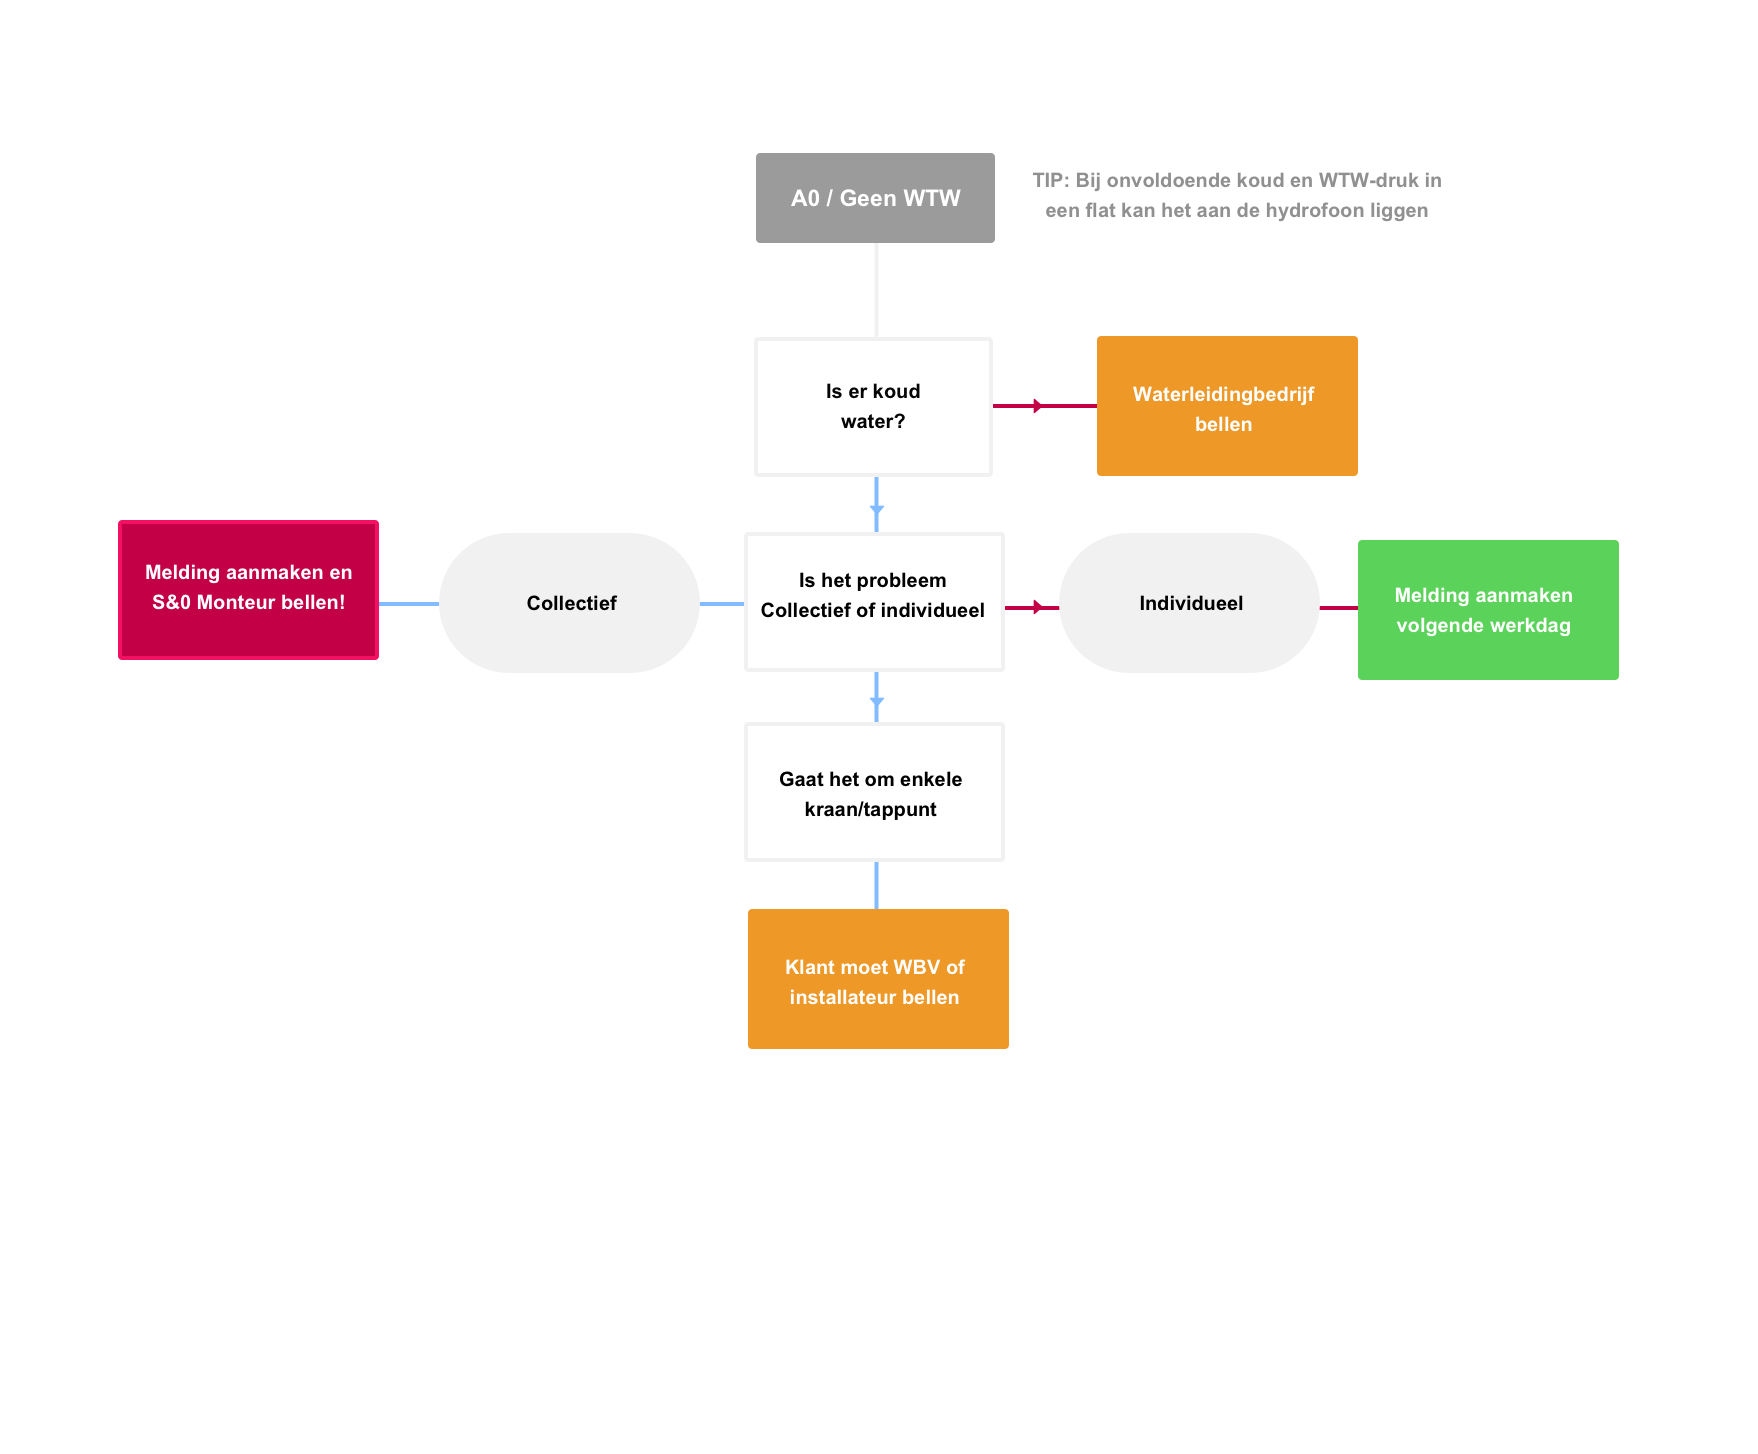 A0 / Geen WTW
TIP: Bij onvoldoende koud en WTW-druk in
een flat kan het aan de hydrofoon liggen
Is er koud
water?
Waterleidingbedrijf
bellen
Melding aanmaken en
S&0 Monteur bellen!
Collectief
Is het probleem
Collectief of individueel
Individueel
Melding aanmaken
volgende werkdag
Gaat het om enkele
kraan/tappunt
Klant moet WBV of
installateur bellen